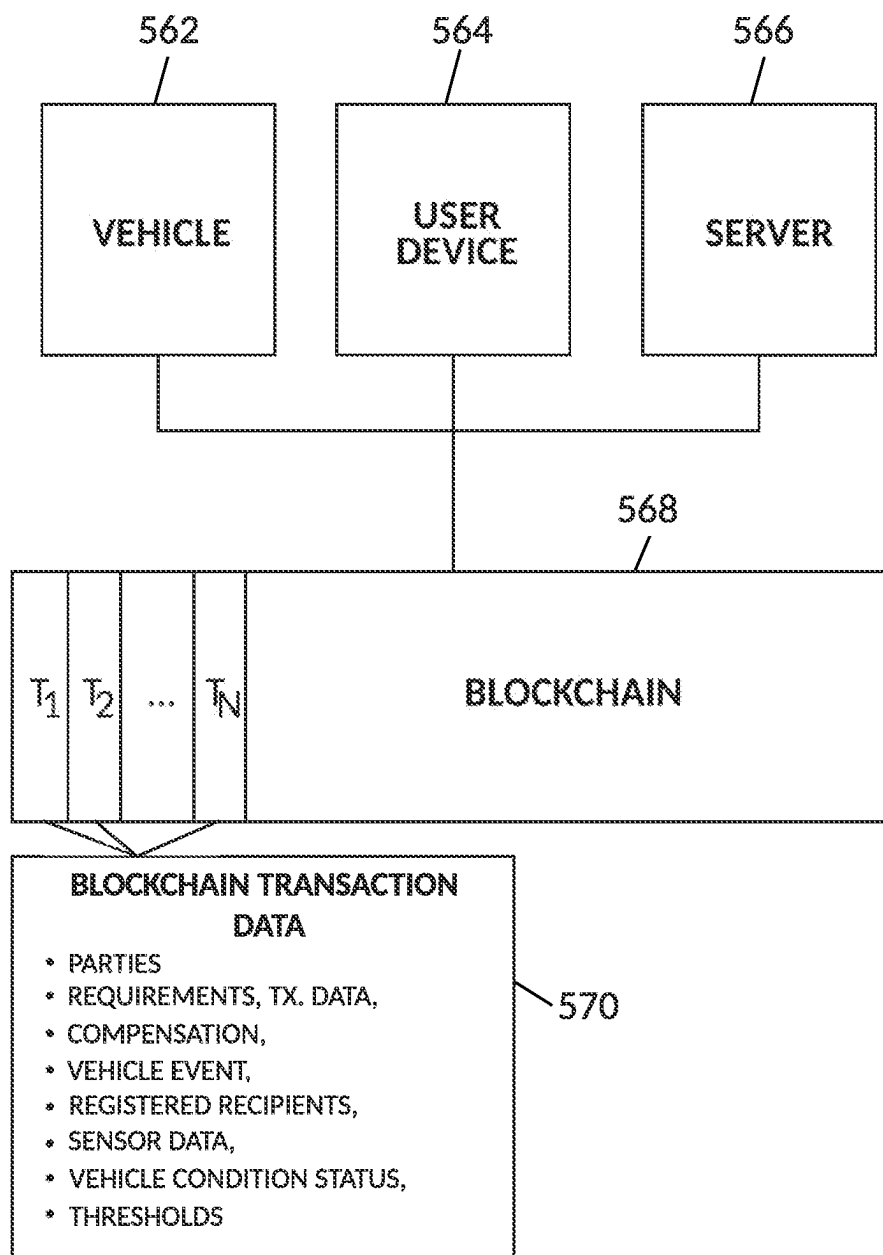 562
564
566
VEHICLE
USER
DEVICE
SERVER
568
T1
T2
...
TN
BLOCKCHAIN
BLOCKCHAIN TRANSACTION
DATA
• PARTIES
• REQUIREMENTS, TX. DATA,
• COMPENSATION,
• VEHICLE EVENT,
• REGISTERED RECIPIENTS,
• SENSOR DATA,
• VEHICLE CONDITION STATUS,
• THRESHOLDS
570